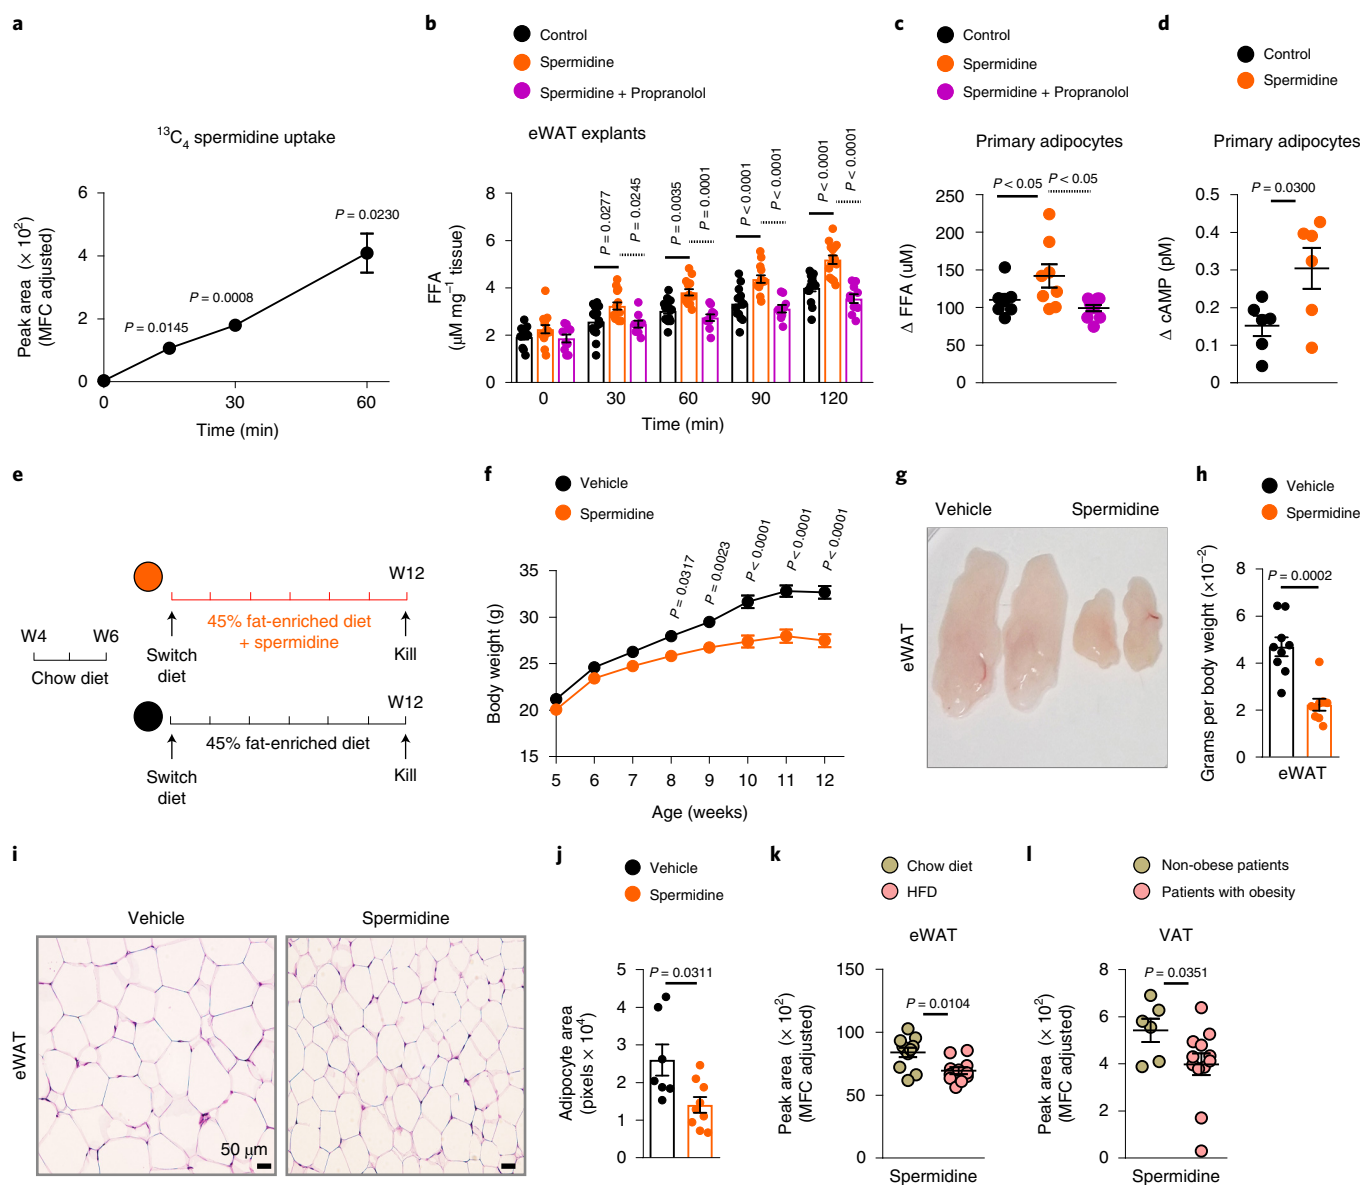 a
¹³C₄ spermidine uptake
Peak area (× 10²)
(MFC adjusted)
6
4
2
0
P = 0.0145
P = 0.0008
P = 0.0230
0
30
60
Time (min)
b
Control
Spermidine
Spermidine + Propranolol
eWAT explants
FFA
(μM mg⁻¹ tissue)
8
6
4
2
0
P = 0.0277
P = 0.0245
P = 0.0035
P = 0.0001
P < 0.0001
P < 0.0001
P < 0.0001
P < 0.0001
0
30
60
90
120
Time (min)
c
Control
Spermidine
Spermidine + Propranolol
Primary adipocytes
Δ FFA (uM)
250
200
150
100
50
0
P < 0.05
P < 0.05
d
Control
Spermidine
Primary adipocytes
Δ cAMP (pM)
0.5
0.4
0.3
0.2
0.1
0
P = 0.0300
e
W4
W6
Chow diet
W12
45% fat-enriched diet
+ spermidine
Switch
diet
Kill
W12
45% fat-enriched diet
Switch
diet
Kill
f
Vehicle
Spermidine
Body weight (g)
35
30
25
20
15
P = 0.0317
P = 0.0023
P < 0.0001
P < 0.0001
P < 0.0001
5
6
7
8
9
10
11
12
Age (weeks)
g
Vehicle
Spermidine
eWAT
h
Vehicle
Spermidine
Grams per body weight (×10⁻²)
8
6
4
2
0
P = 0.0002
eWAT
i
Vehicle
Spermidine
eWAT
50 μm
j
Vehicle
Spermidine
Adipocyte area
(pixels × 10⁴)
5
4
3
2
1
0
P = 0.0311
k
Chow diet
HFD
eWAT
Peak area (× 10²)
(MFC adjusted)
150
100
50
0
P = 0.0104
Spermidine
l
Non-obese patients
Patients with obesity
VAT
Peak area (× 10²)
(MFC adjusted)
8
6
4
2
0
P = 0.0351
Spermidine